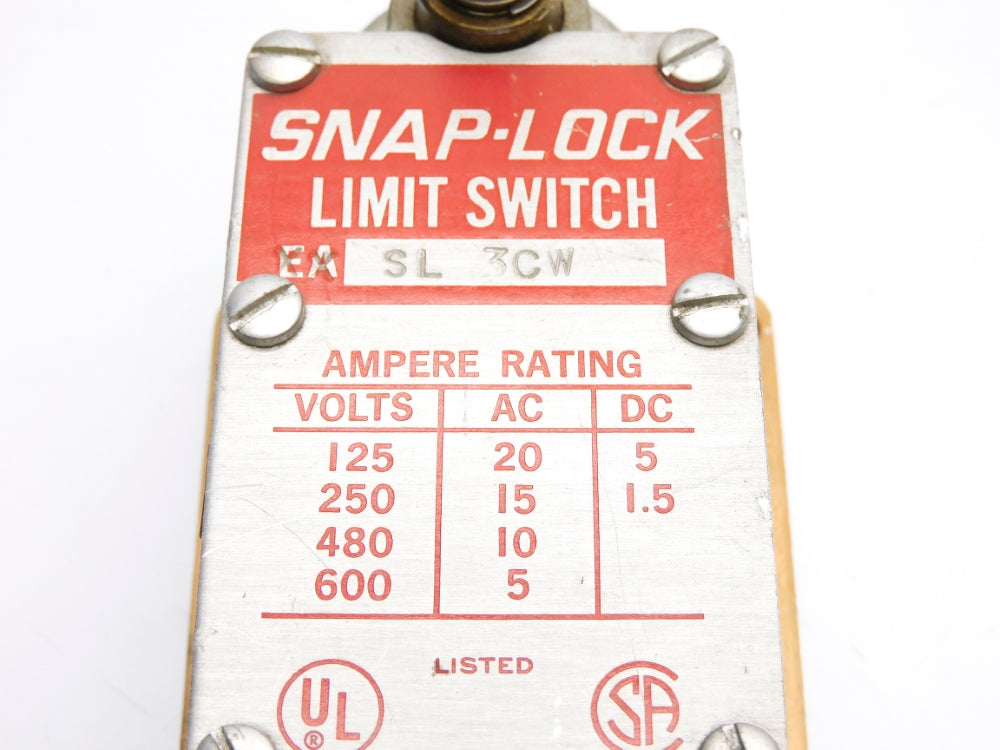 SNAP-LOCK
LIMIT SWITCH
EA SL 3CW
AMPERE RATING
VOLTS AC DC
125 20 5
250 15 1.5
480 10
600 5
LISTED
UL ® SA